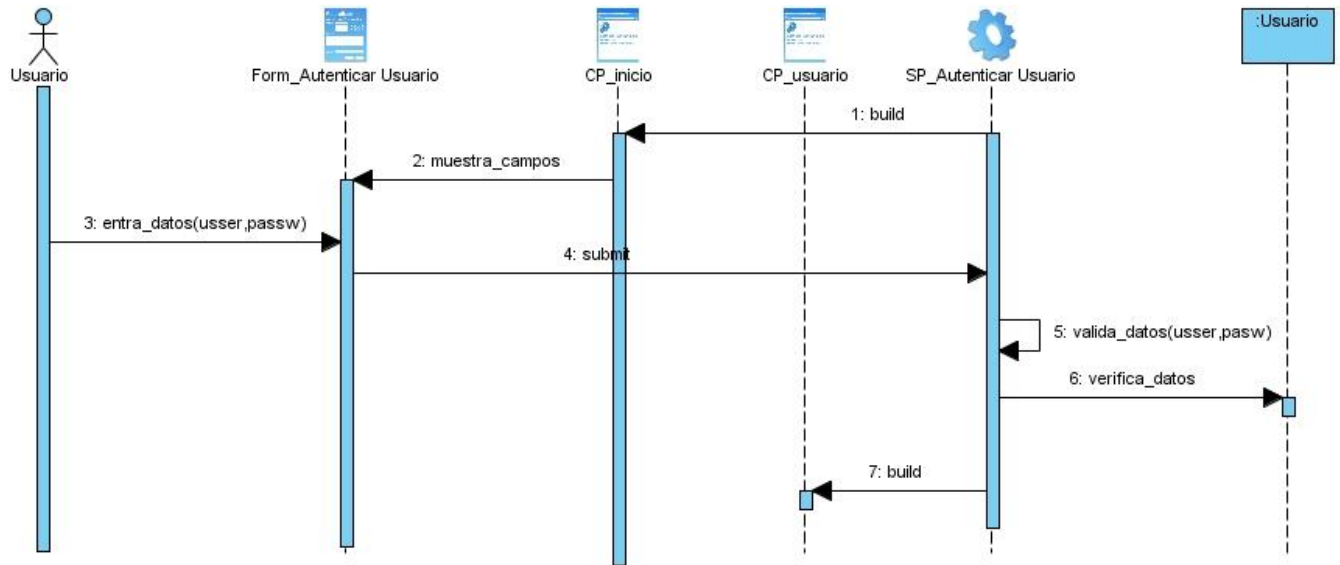 :Usuario
Usuario
Form_Autenticar Usuario
CP_inicio
CP_usuario
SP_Autenticar Usuario
1: build
2: muestra_campos
3: entra_datos(usser,passw)
4: submit
5: valida_datos(usser,pasw)
6: verifica_datos
7: build